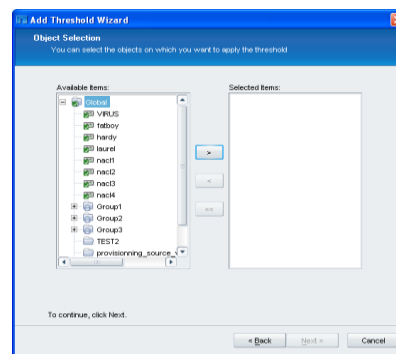 Add Threshold Wizard
Object Selection
You can select the objects on which you want to apply the threshold
Available Items:
Selected Items:
Global
VIRUS
fatboy
hardy
laurel
nacl1
nacl2
nacl3
nacl4
Group1
Group2
Group3
TEST2
provisionning_source_
>
<
<<
To continue, click Next.
« Back
Next »
Cancel